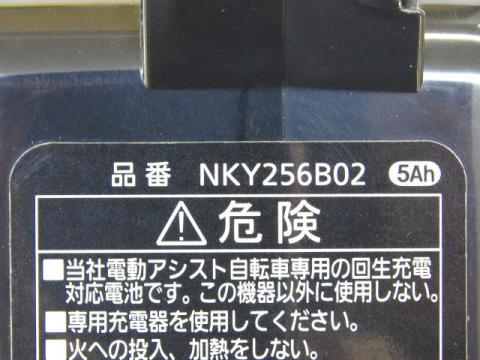 品番 NKY256B02 5Ah
⚠危険
■当社電動アシスト自転車専用の回生充電
対応電池です。この機器以外に使用しない。
■専用充電器を使用してください。
■火への投入、加熱をしない。